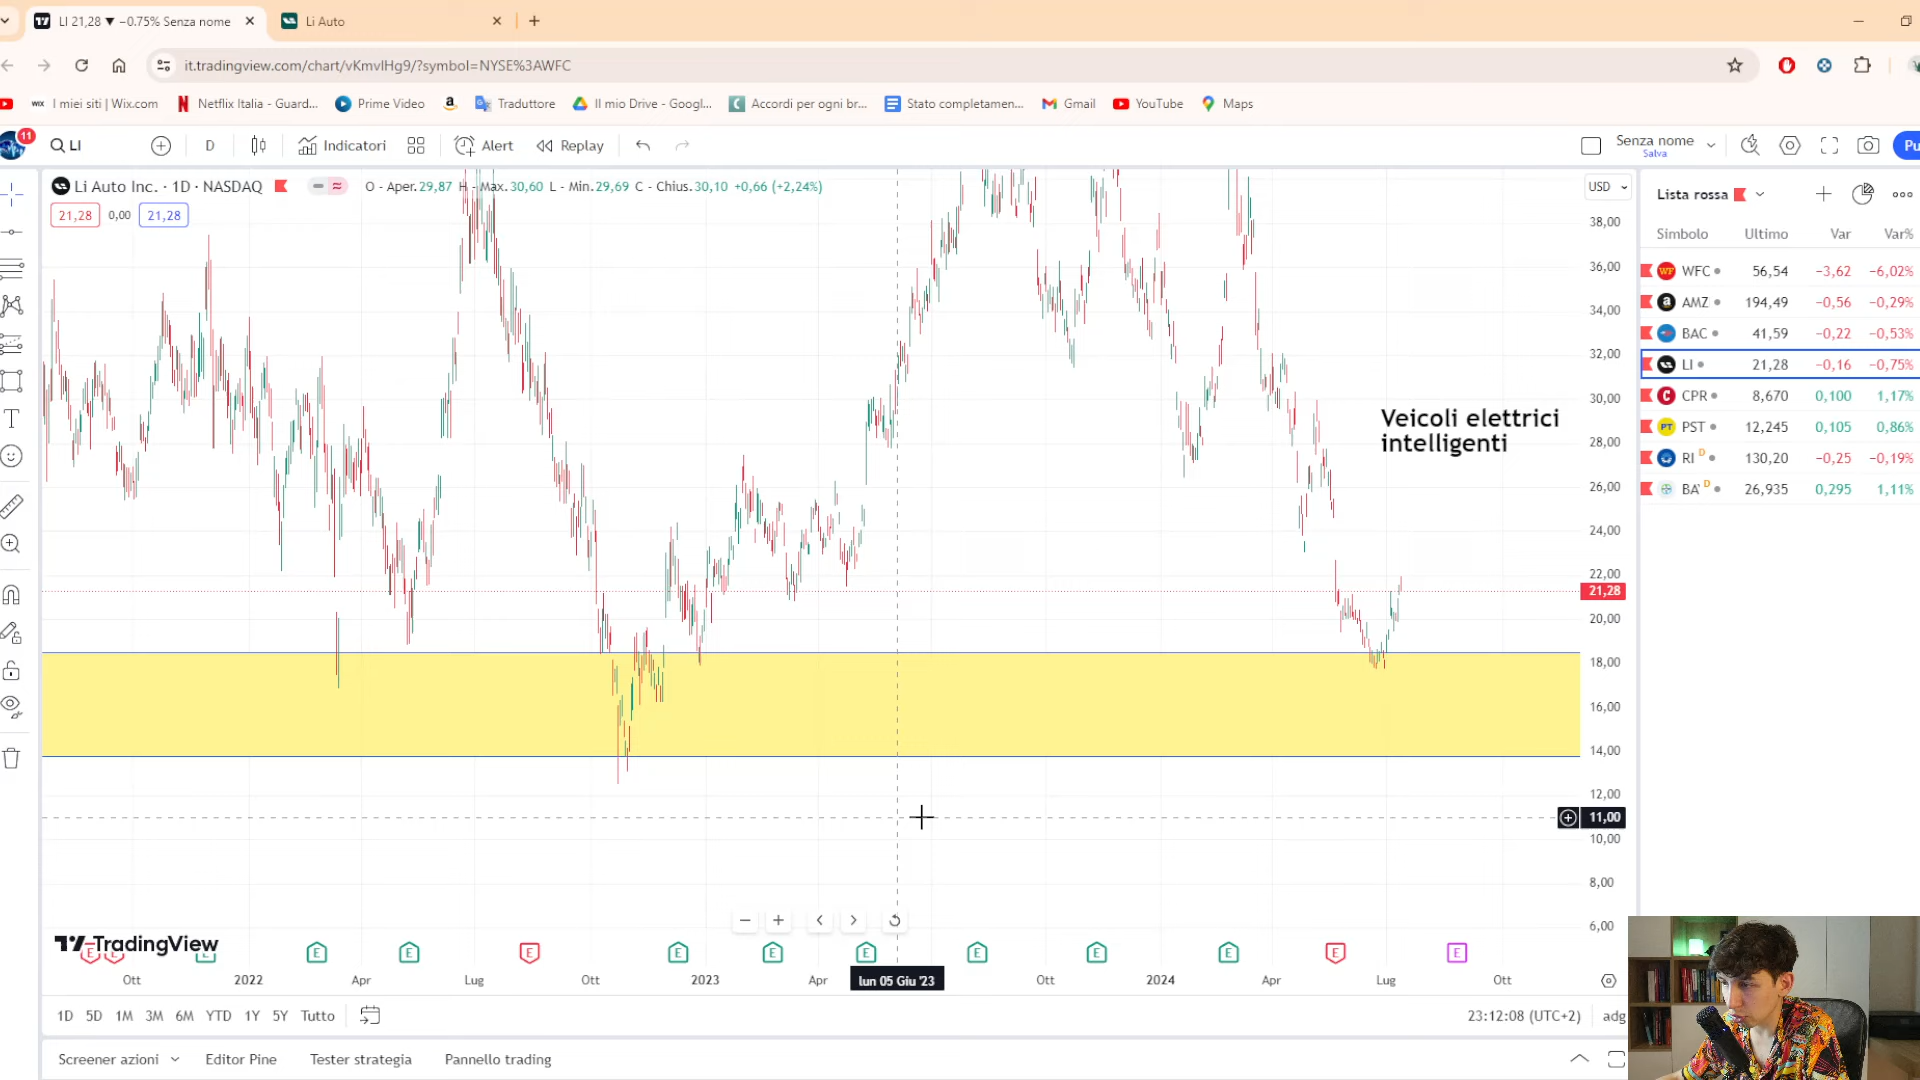 LI 21,28 ▼ −0.75% Senza nome
Li Auto
it.tradingview.com/chart/vKmvIHg9/?symbol=NYSE%3AWFC
I miei siti | Wix.com
Netflix Italia - Guard...
Prime Video
Traduttore
Il mio Drive - Googl...
Accordi per ogni br...
Stato completamen...
Gmail
YouTube
Maps
11
LI
D
Indicatori
Alert
Replay
Senza nome
Salva
Pu
Li Auto Inc. · 1D · NASDAQ
O - Aper.29,87 H - Max.30,60 L - Min.29,69 C - Chius.30,10 +0,66 (+2,24%)
21,28 0,00 21,28
USD
38,00
36,00
34,00
32,00
30,00
28,00
26,00
24,00
22,00
21,28
20,00
18,00
16,00
14,00
12,00
11,00
10,00
8,00
6,00
Veicoli elettrici
intelligenti
Lista rossa
Simbolo Ultimo Var Var%
WFC 56,54 −3,62 −6,02%
AMZ 194,49 −0,56 −0,29%
BAC 41,59 −0,22 −0,53%
LI 21,28 −0,16 −0,75%
CPR 8,670 0,100 1,17%
PST 12,245 0,105 0,86%
RI D 130,20 −0,25 −0,19%
BA D 26,935 0,295 1,11%
TradingView
E E E E E E E E E E E E E E
Ott 2022 Apr Lug Ott 2023 Apr lun 05 Giu '23 Ott 2024 Apr Lug Ott
1D 5D 1M 3M 6M YTD 1Y 5Y Tutto
23:12:08 (UTC+2) adg
Screener azioni
Editor Pine
Tester strategia
Pannello trading